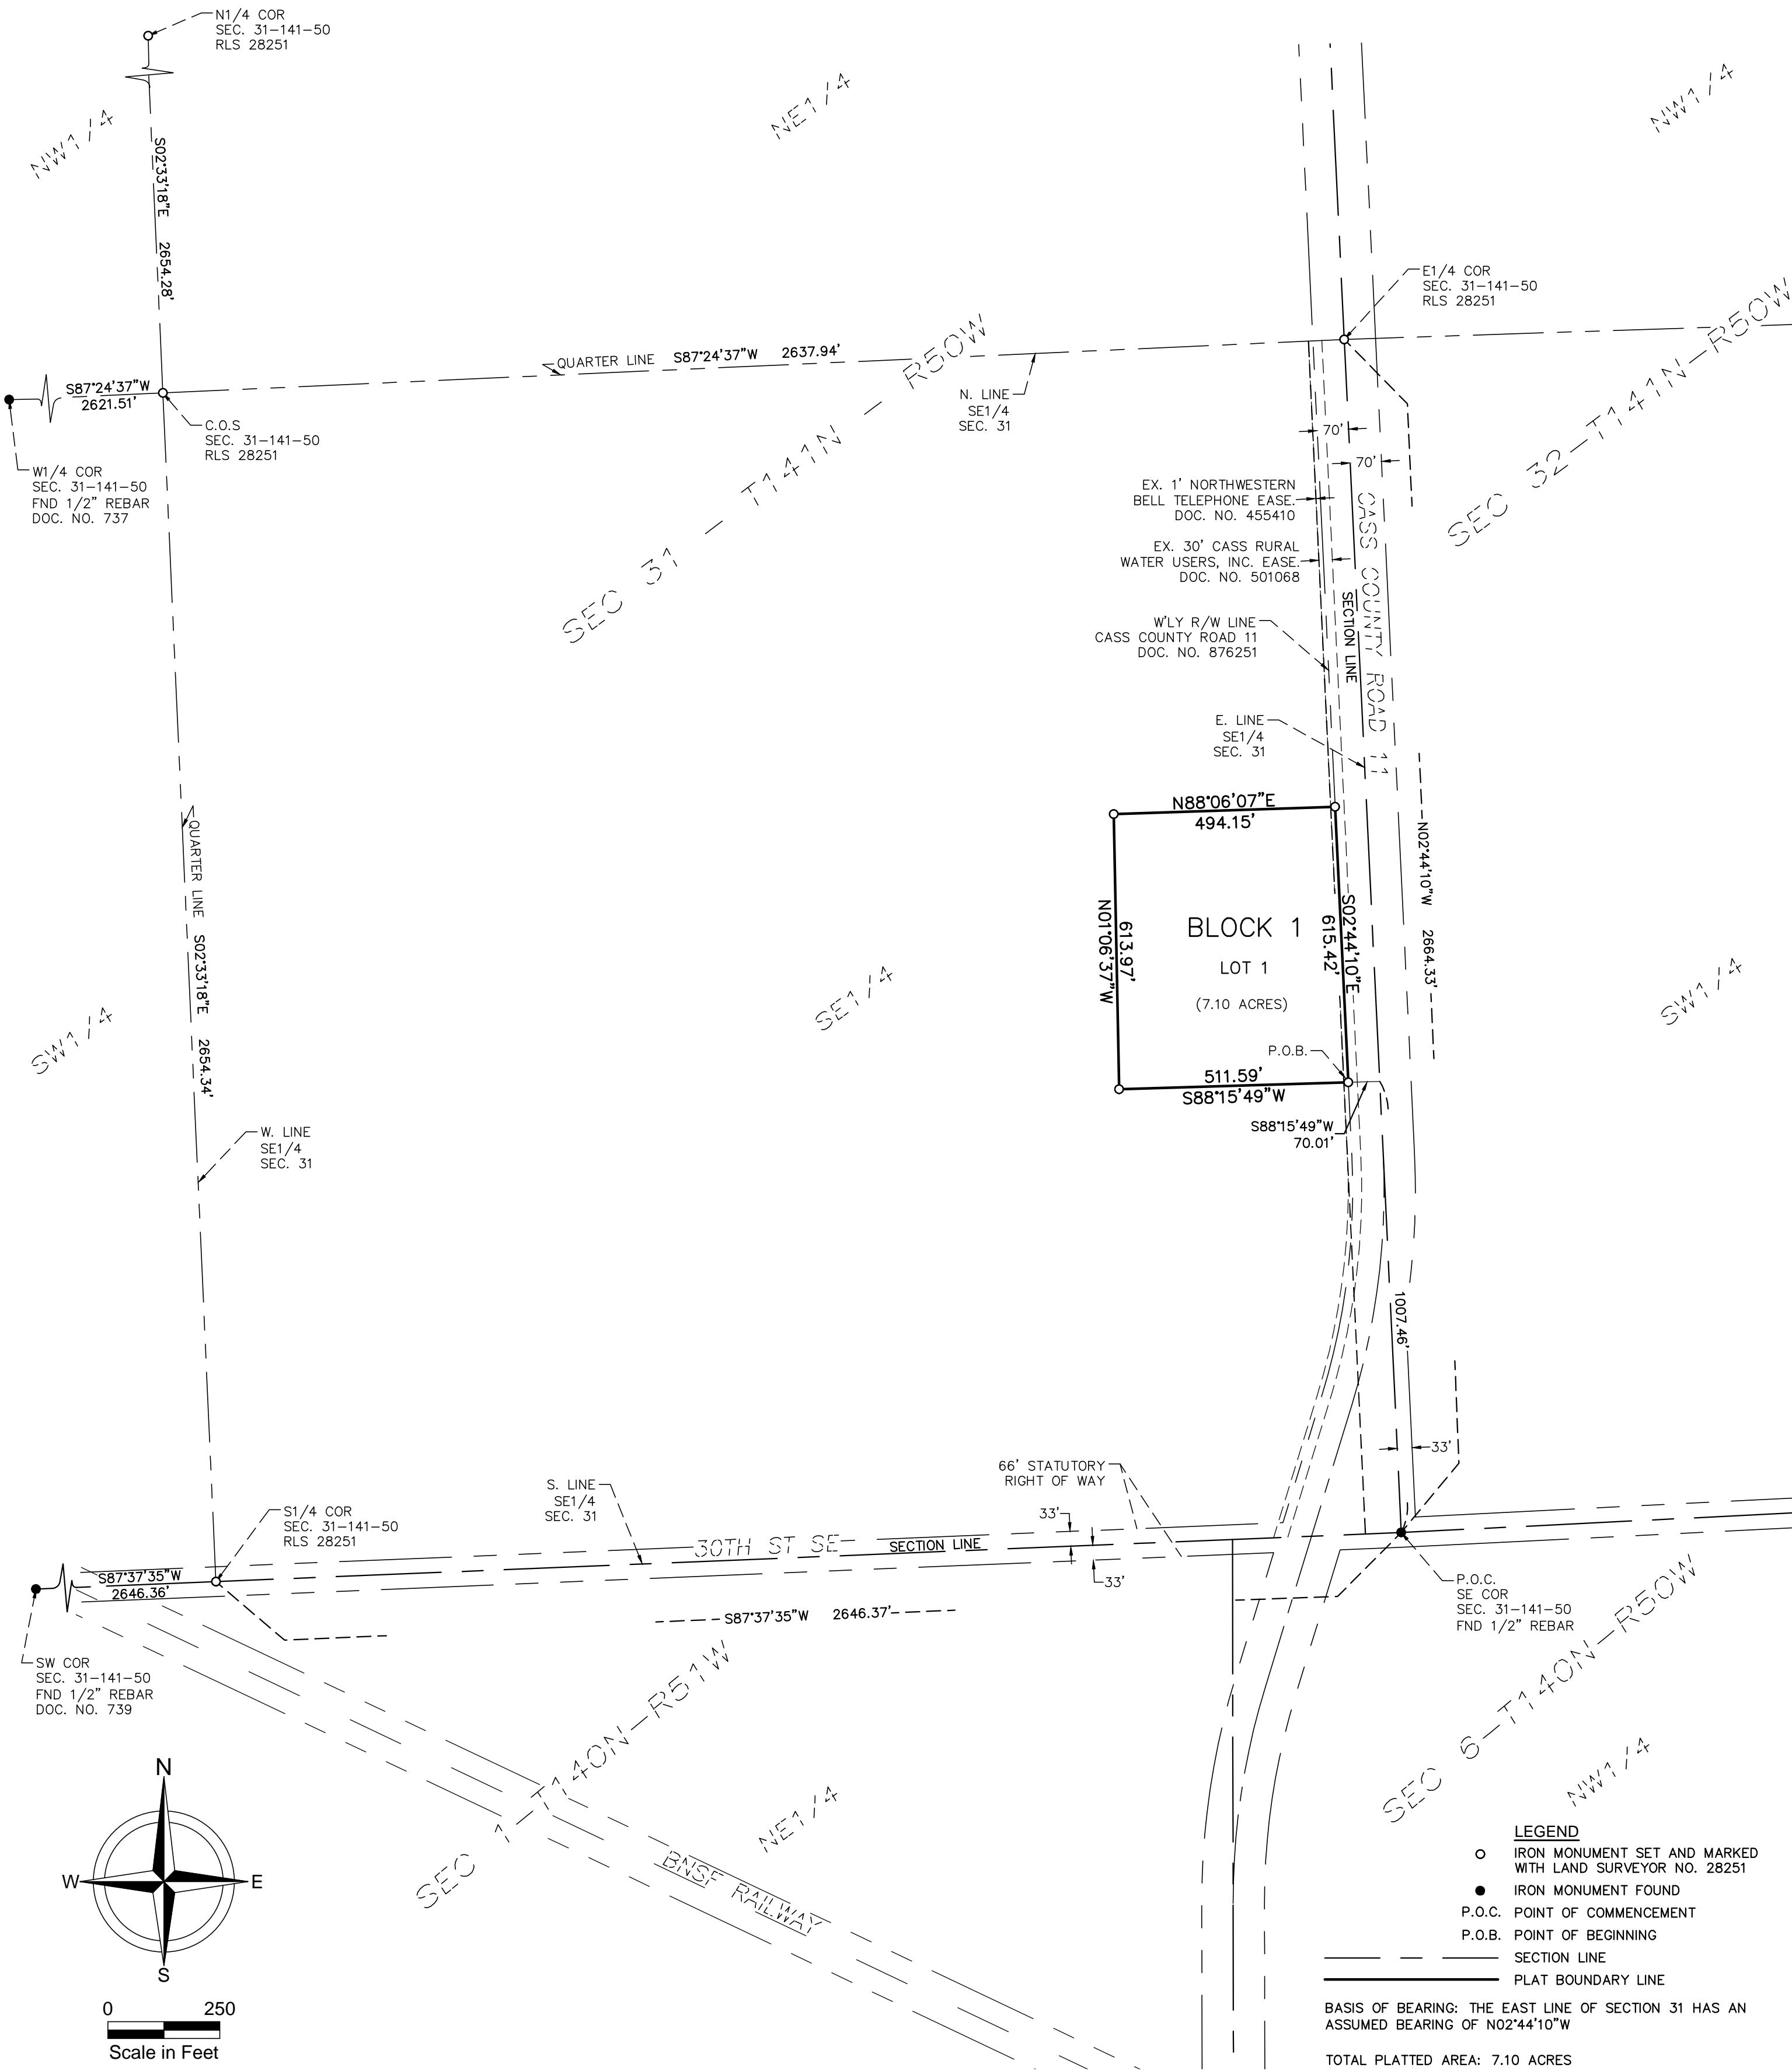 N1/4 COR
SEC. 31-141-50
RLS 28251
NW1/4
NE1/4
NW1/4
S02°33'18"E 2654.28'
E1/4 COR
SEC. 31-141-50
RLS 28251
QUARTER LINE S87°24'37"W 2637.94'
S87°24'37"W
2621.51'
N. LINE
SE1/4
SEC. 31
C.O.S
SEC. 31-141-50
RLS 28251
W1/4 COR
SEC. 31-141-50
FND 1/2" REBAR
DOC. NO. 737
SEC 31 - T141N - R50W
SEC 32-T141N-R50W
70'
70'
EX. 1' NORTHWESTERN
BELL TELEPHONE EASE.
DOC. NO. 455410
EX. 30' CASS RURAL
WATER USERS, INC. EASE.
DOC. NO. 501068
CASS COUNTY ROAD 11
SECTION LINE
W'LY R/W LINE
CASS COUNTY ROAD 11
DOC. NO. 876251
E. LINE
SE1/4
SEC. 31
N88°06'07"E
494.15'
QUARTER LINE S02°33'18"E 2654.34'
N01°06'37"W
613.97'
BLOCK 1
LOT 1
(7.10 ACRES)
S02°44'10"E
615.42'
N02°44'10"W 2664.33'
SW1/4
SE1/4
SW1/4
P.O.B.
511.59'
S88°15'49"W
S88°15'49"W
70.01'
W. LINE
SE1/4
SEC. 31
1007.46'
33'
66' STATUTORY
RIGHT OF WAY
S. LINE
SE1/4
SEC. 31
S1/4 COR
SEC. 31-141-50
RLS 28251
33'
30TH ST SE
SECTION LINE
33'
S87°37'35"W
2646.36'
S87°37'35"W 2646.37'
P.O.C.
SE COR
SEC. 31-141-50
FND 1/2" REBAR
SW COR
SEC. 31-141-50
FND 1/2" REBAR
DOC. NO. 739
SEC 1 - T140N-R51W
SEC 6-T140N-R50W
NE1/4
NW1/4
BNSF RAILWAY
N
W
E
S
0 250
Scale in Feet
LEGEND
IRON MONUMENT SET AND MARKED
WITH LAND SURVEYOR NO. 28251
IRON MONUMENT FOUND
P.O.C. POINT OF COMMENCEMENT
P.O.B. POINT OF BEGINNING
SECTION LINE
PLAT BOUNDARY LINE
BASIS OF BEARING: THE EAST LINE OF SECTION 31 HAS AN
ASSUMED BEARING OF N02°44'10"W
TOTAL PLATTED AREA: 7.10 ACRES